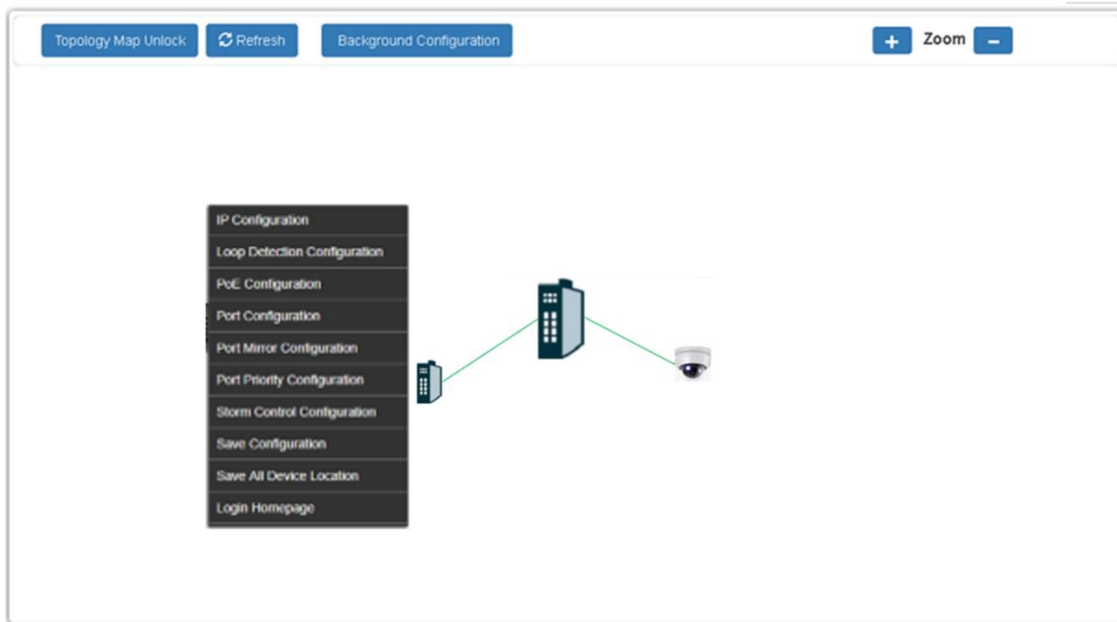 Topology Map Unlock Refresh Background Configuration + Zoom −
IP Configuration
Loop Detection Configuration
PoE Configuration
Port Configuration
Port Mirror Configuration
Port Priority Configuration
Storm Control Configuration
Save Configuration
Save All Device Location
Login Homepage